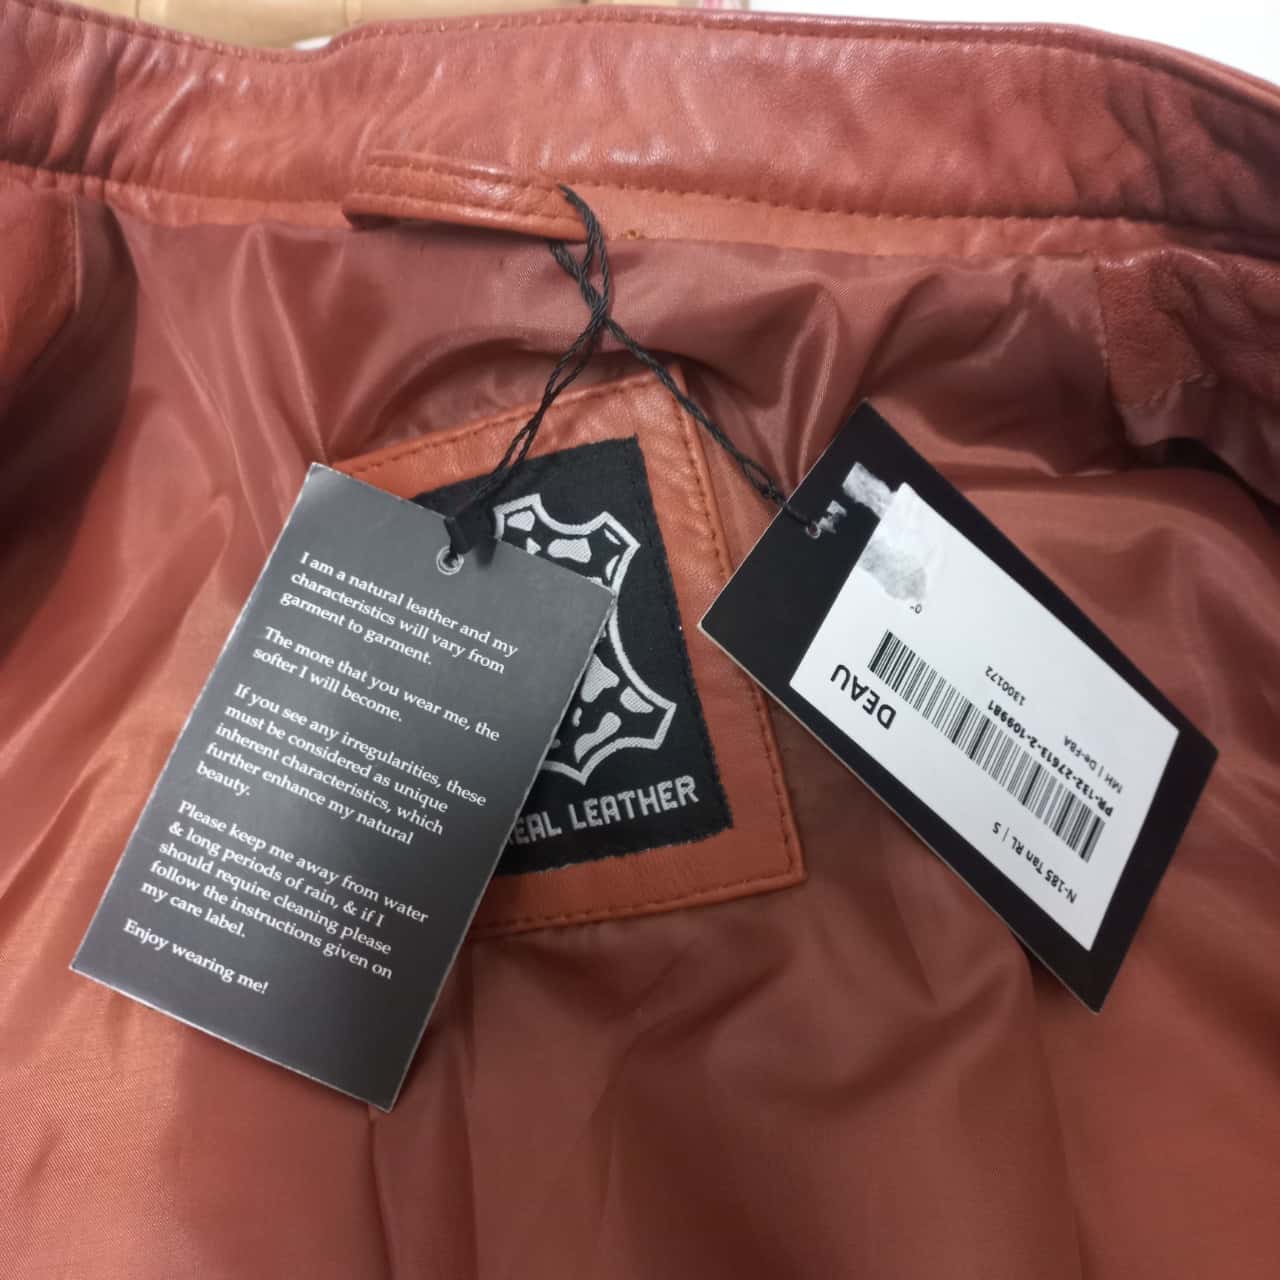 I am a natural leather and my
characteristics will vary from
garment to garment.
The more that you wear me, the
softer I will become.
If you see any irregularities, these
must be considered as unique
inherent characteristics, which
further enhance my natural
beauty.
Please keep me away from water
& long periods of rain, & if I
should require cleaning please
follow the instructions given on
my care label.
Enjoy wearing me!
REAL LEATHER
N-185 Tan RL | S
PR-132-27613-2-109981
MH | De-FBA
1300172
DEAU